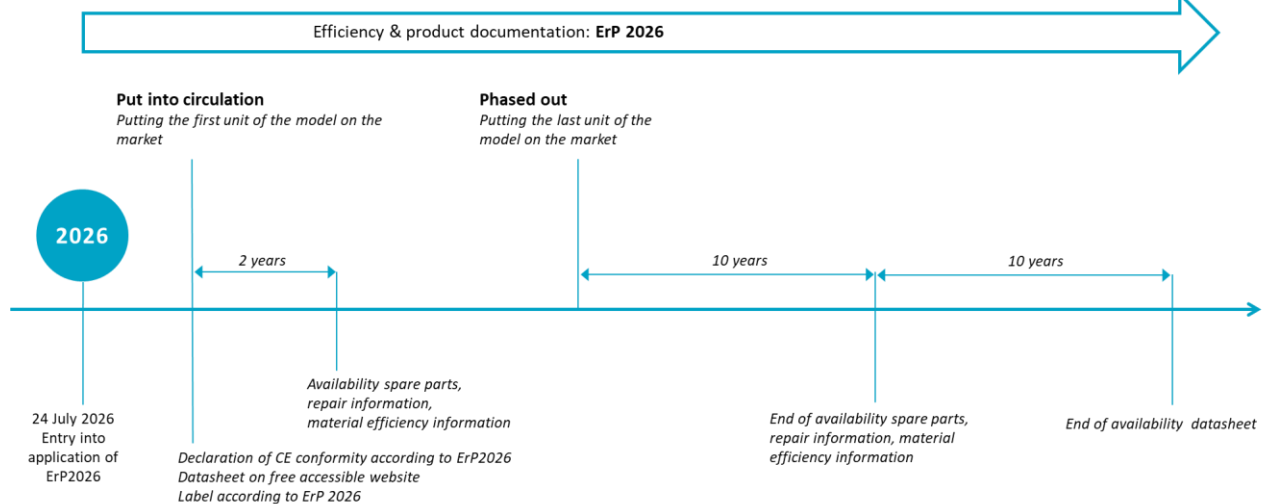 Efficiency & product documentation: ErP 2026
Put into circulation
Putting the first unit of the model on the
market
Phased out
Putting the last unit of the
model on the market
2026
2 years
10 years
10 years
Availability spare parts,
repair information,
material efficiency information
24 July 2026
Entry into
application of
ErP2026
Declaration of CE conformity according to ErP2026
Datasheet on free accessible website
Label according to ErP 2026
End of availability spare parts,
repair information, material
efficiency information
End of availability datasheet